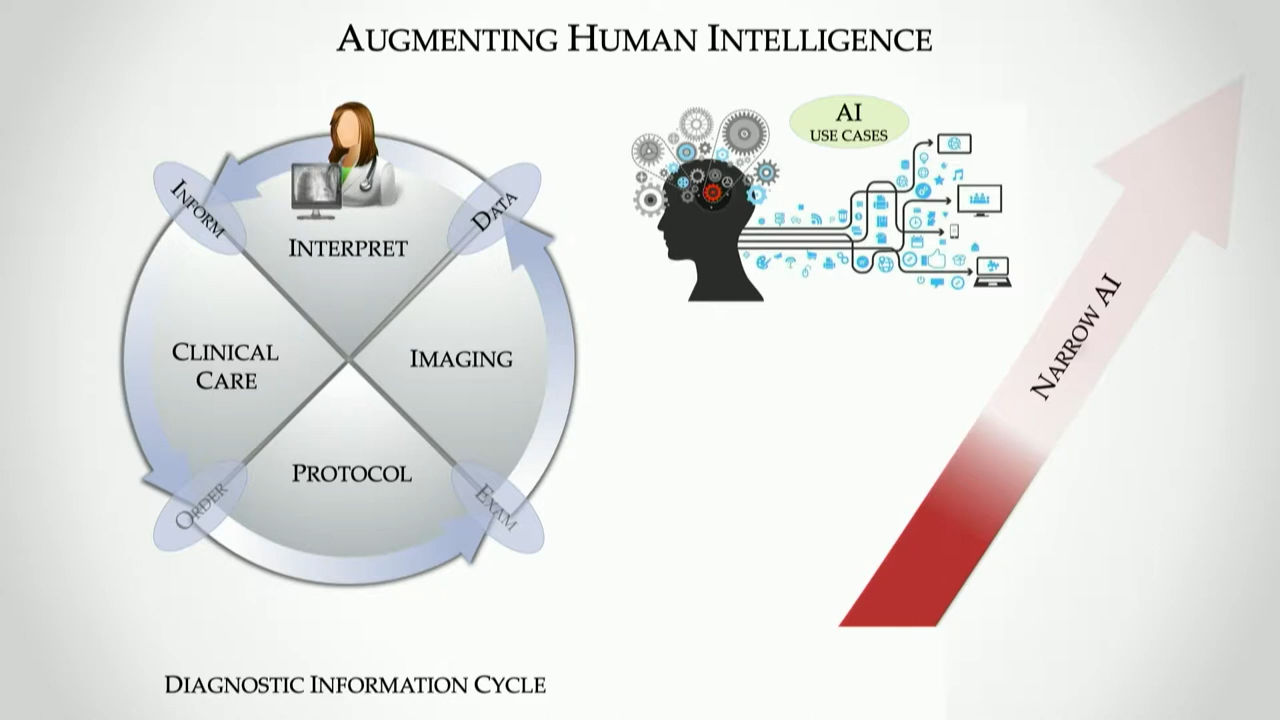 AUGMENTING HUMAN INTELLIGENCE
AI
USE CASES
INFORM
DATA
INTERPRET
CLINICAL
CARE
IMAGING
NARROW AI
PROTOCOL
ORDER
EXAM
DIAGNOSTIC INFORMATION CYCLE